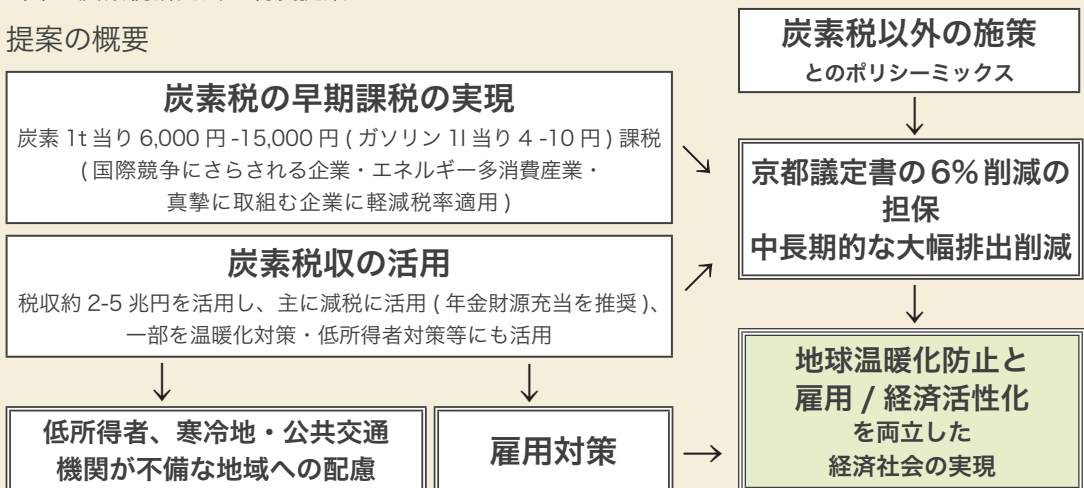 提案の概要
炭素税の早期課税の実現
炭素 1t 当り 6,000 円 -15,000 円 ( ガソリン 1l 当り 4 -10 円 ) 課税
( 国際競争にさらされる企業・エネルギー多消費産業・
真摯に取組む企業に軽減税率適用 )
炭素税収の活用
税収約 2-5 兆円を活用し、主に減税に活用 ( 年金財源充当を推奨 )、
一部を温暖化対策・低所得者対策等にも活用
低所得者、寒冷地・公共交通
機関が不備な地域への配慮
雇用対策
炭素税以外の施策
とのポリシーミックス
京都議定書の 6% 削減の
担保
中長期的な大幅排出削減
地球温暖化防止と
雇用 / 経済活性化
を両立した
経済社会の実現